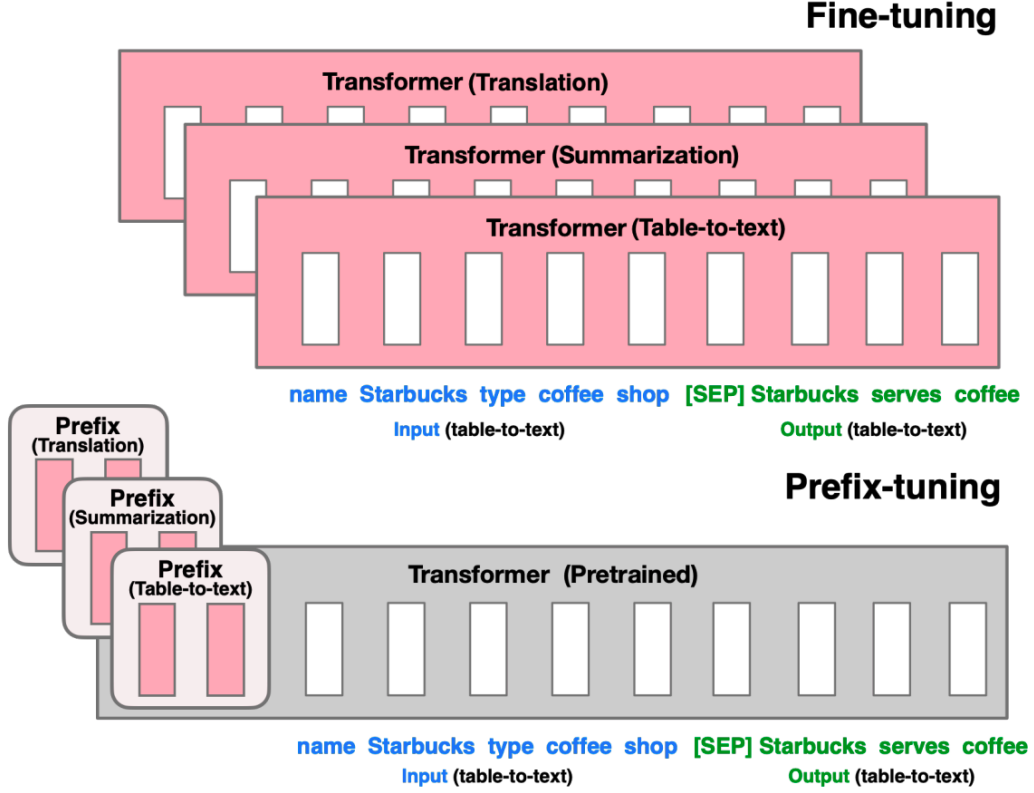 Fine-tuning
Transformer (Translation)
Transformer (Summarization)
Transformer (Table-to-text)
name Starbucks type coffee shop [SEP] Starbucks serves coffee
Input (table-to-text) Output (table-to-text)
Prefix-tuning
Prefix
(Translation)
Prefix
(Summarization)
Prefix
(Table-to-text)
Transformer (Pretrained)
name Starbucks type coffee shop [SEP] Starbucks serves coffee
Input (table-to-text) Output (table-to-text)